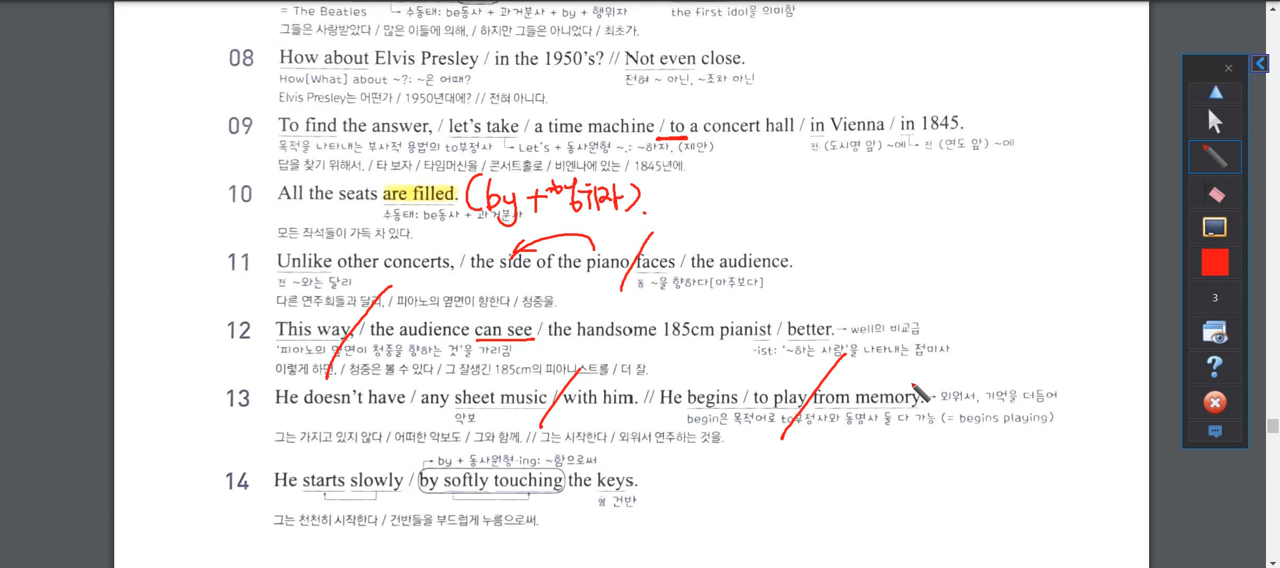 = The Beatles 수동태: be동사 + 과거분사 + by + 행위자 the first idol을 의미함
그들은 사랑받았다 / 많은 이들에 의해, / 하지만 그들은 아니었다 / 최초가.
08 How about Elvis Presley / in the 1950's? // Not even close.
How[What] about ~?: ~은 어때? 전혀 ~ 아닌, ~조차 아닌
Elvis Presley는 어떤가 / 1950년대에? // 전혀 아니다.
09 To find the answer, / let's take / a time machine / to a concert hall / in Vienna / in 1845.
목적을 나타내는 부사적 용법의 to부정사 Let's + 동사원형 ~.: ~하자. (제안) 전 (도시명 앞) ~에 전 (연도 앞) ~에
답을 찾기 위해서, / 타 보자 / 타임머신을 / 콘서트홀로 / 비엔나에 있는 / 1845년에.
10 All the seats are filled. (by + 행위자).
수동태: be동사 + 과거분사
모든 좌석들이 가득 차 있다.
11 Unlike other concerts, / the side of the piano / faces / the audience.
전 ~와는 달리 동 ~을 향하다[마주보다]
다른 연주회들과 달리, / 피아노의 옆면이 향한다 / 청중을.
12 This way, / the audience can see / the handsome 185cm pianist / better. → well의 비교급
'피아노의 옆면이 청중을 향하는 것'을 가리킴 -ist: '~하는 사람'을 나타내는 접미사
이렇게 하면, / 청중은 볼 수 있다 / 그 잘생긴 185cm의 피아니스트를 / 더 잘.
13 He doesn't have / any sheet music / with him. // He begins / to play / from memory. → 외워서, 기억을 더듬어
악보 begin은 목적어로 to부정사와 동명사 둘 다 가능 (= begins playing)
그는 가지고 있지 않다 / 어떠한 악보도 / 그와 함께. // 그는 시작한다 / 외워서 연주하는 것을.
by + 동사원형-ing: ~함으로써
14 He starts slowly / by softly touching the keys.
명 건반
그는 천천히 시작한다 / 건반들을 부드럽게 누름으로써.
3